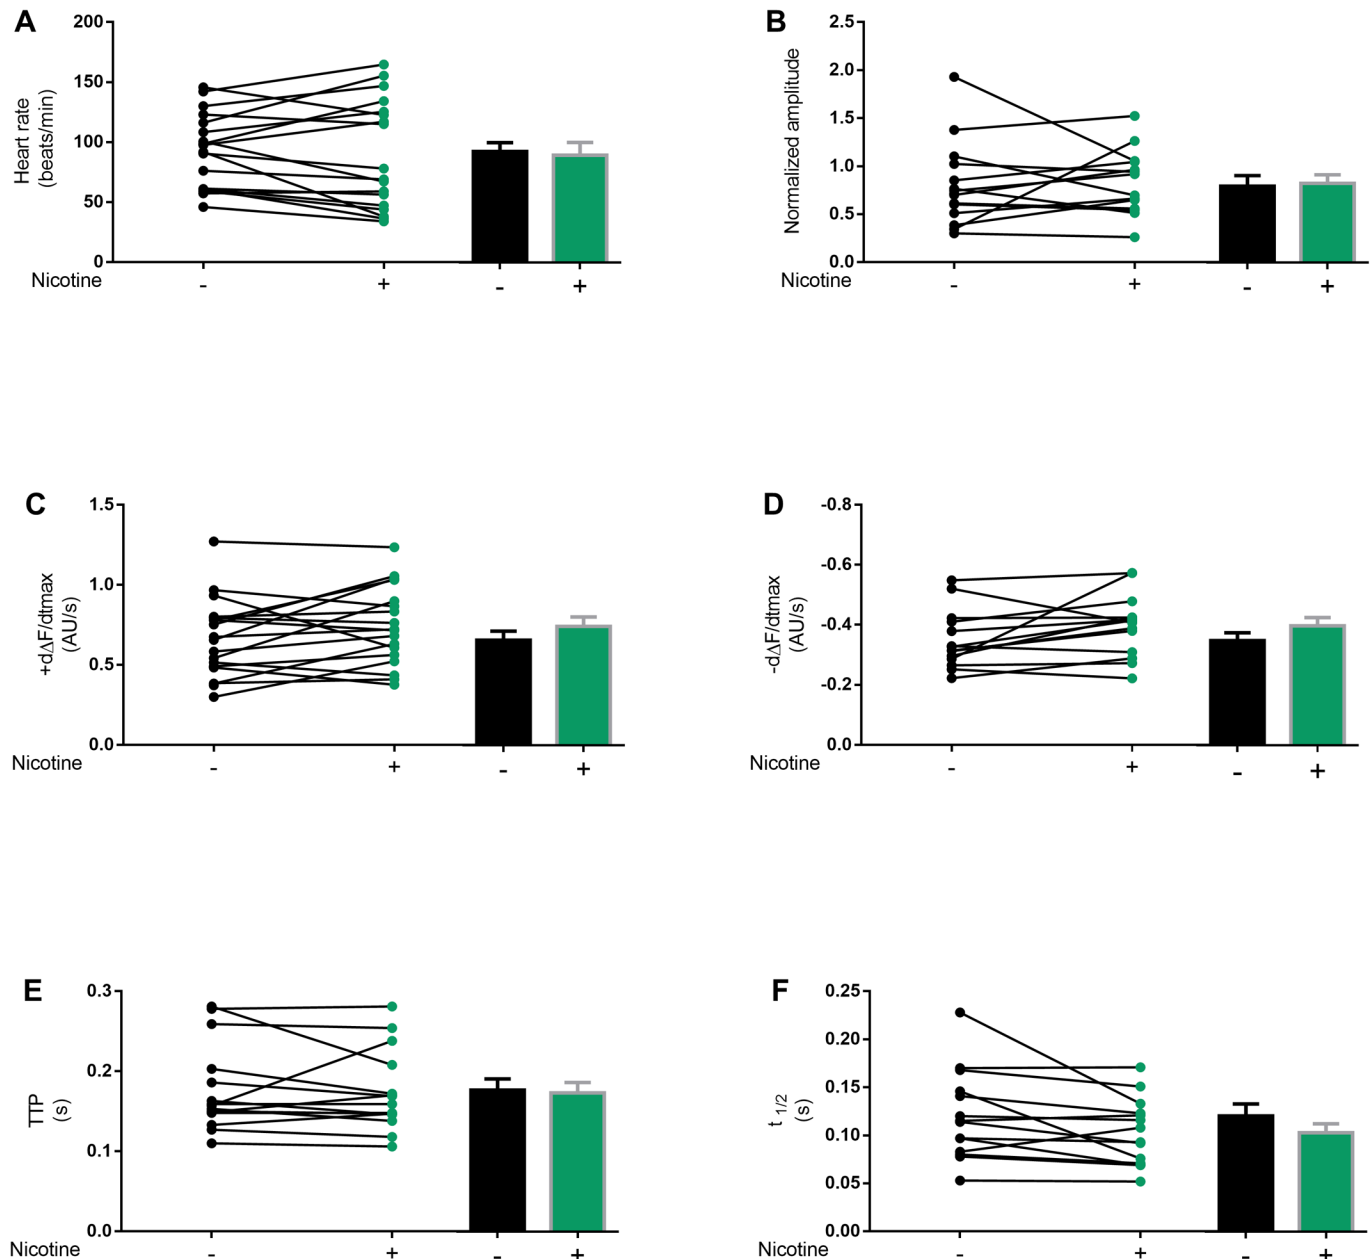 A
Heart rate
(beats/min)
200
150
100
50
0
Nicotine
- + - +
B
Normalized amplitude
2.5
2.0
1.5
1.0
0.5
0.0
Nicotine
- + - +
C
+dΔF/dtmax
(AU/s)
1.5
1.0
0.5
0.0
Nicotine
- + - +
D
-dΔF/dtmax
(AU/s)
-0.8
-0.6
-0.4
-0.2
0.0
Nicotine
- + - +
E
TTP
(s)
0.3
0.2
0.1
0.0
Nicotine
- + - +
F
t 1/2
(s)
0.25
0.20
0.15
0.10
0.05
0.00
Nicotine
- + - +